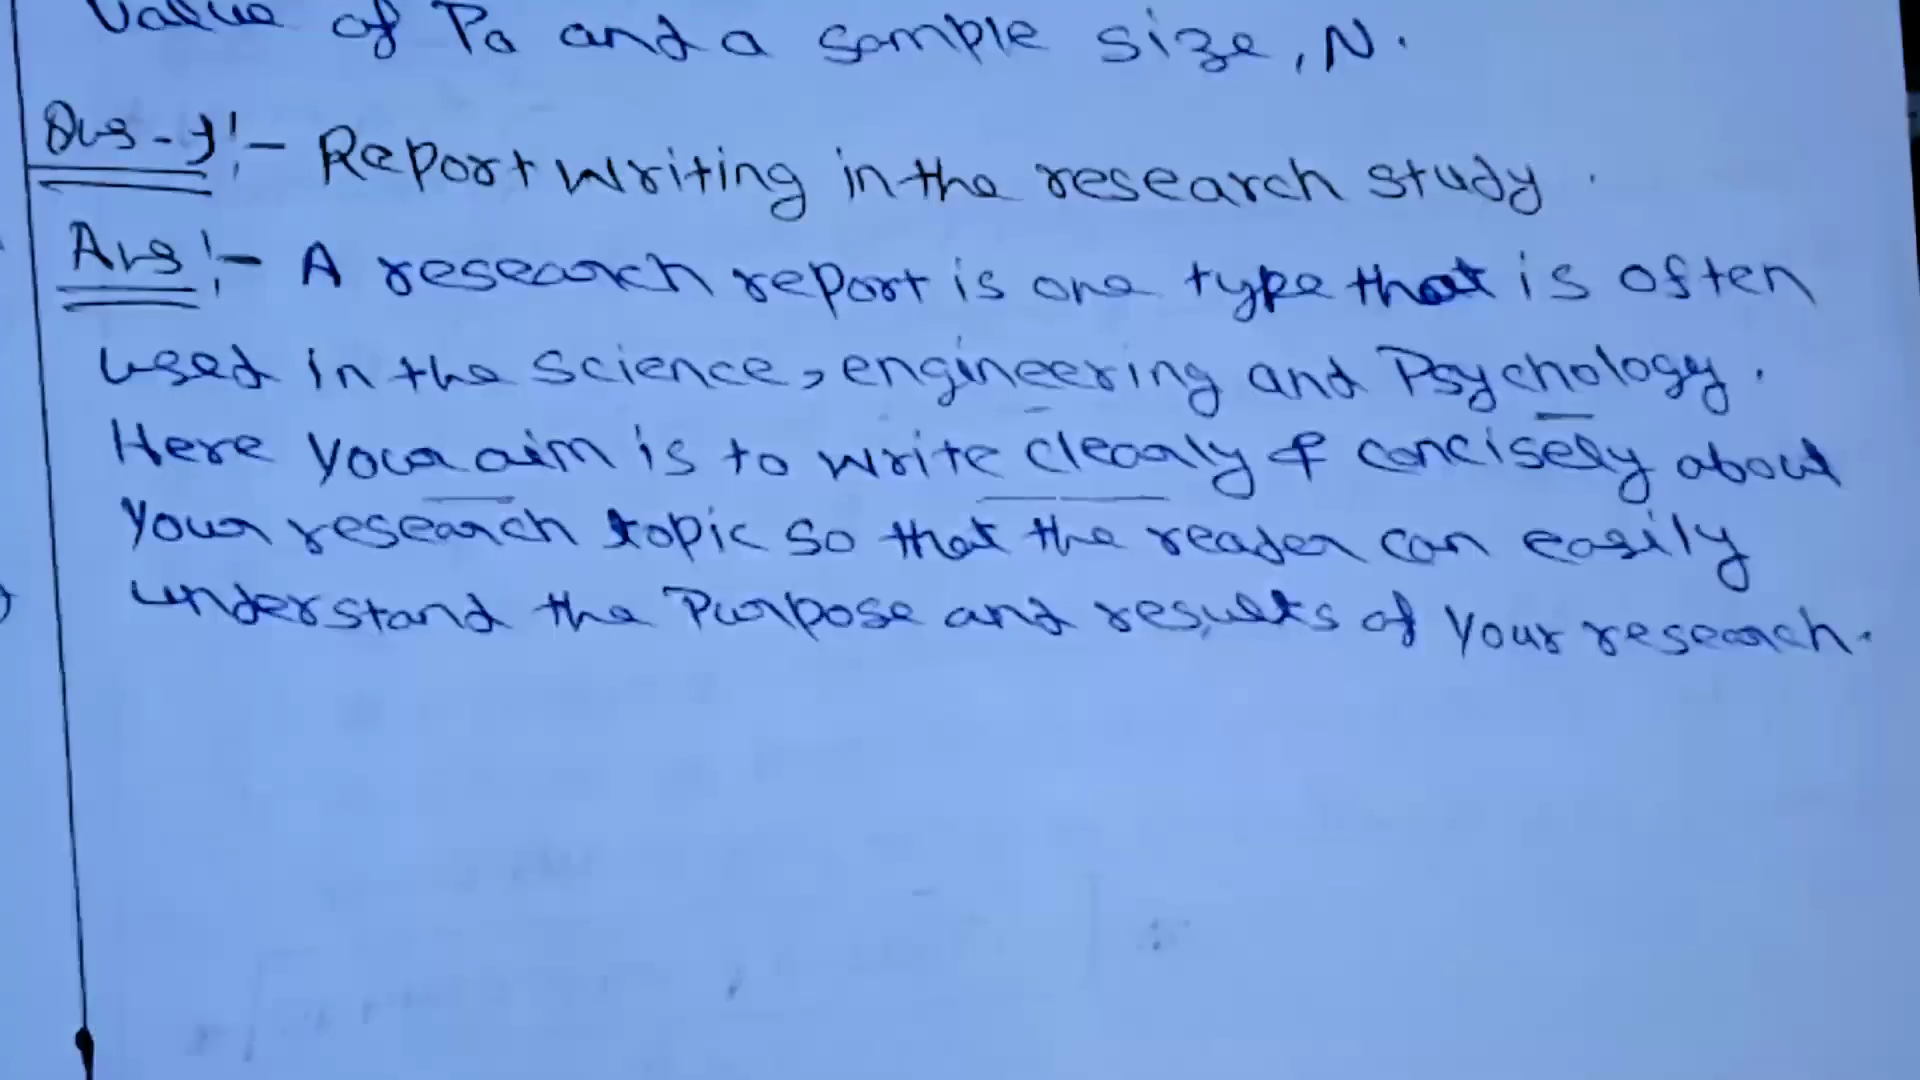 value of Pa and a sample size, N.
Qus-7:- Report writing in the research study.
Ans:- A research report is one type that is often
used in the science, engineering and Psychology.
Here your aim is to write clearly & concisely about
your research topic so that the reader can easily
understand the Purpose and results of your research.